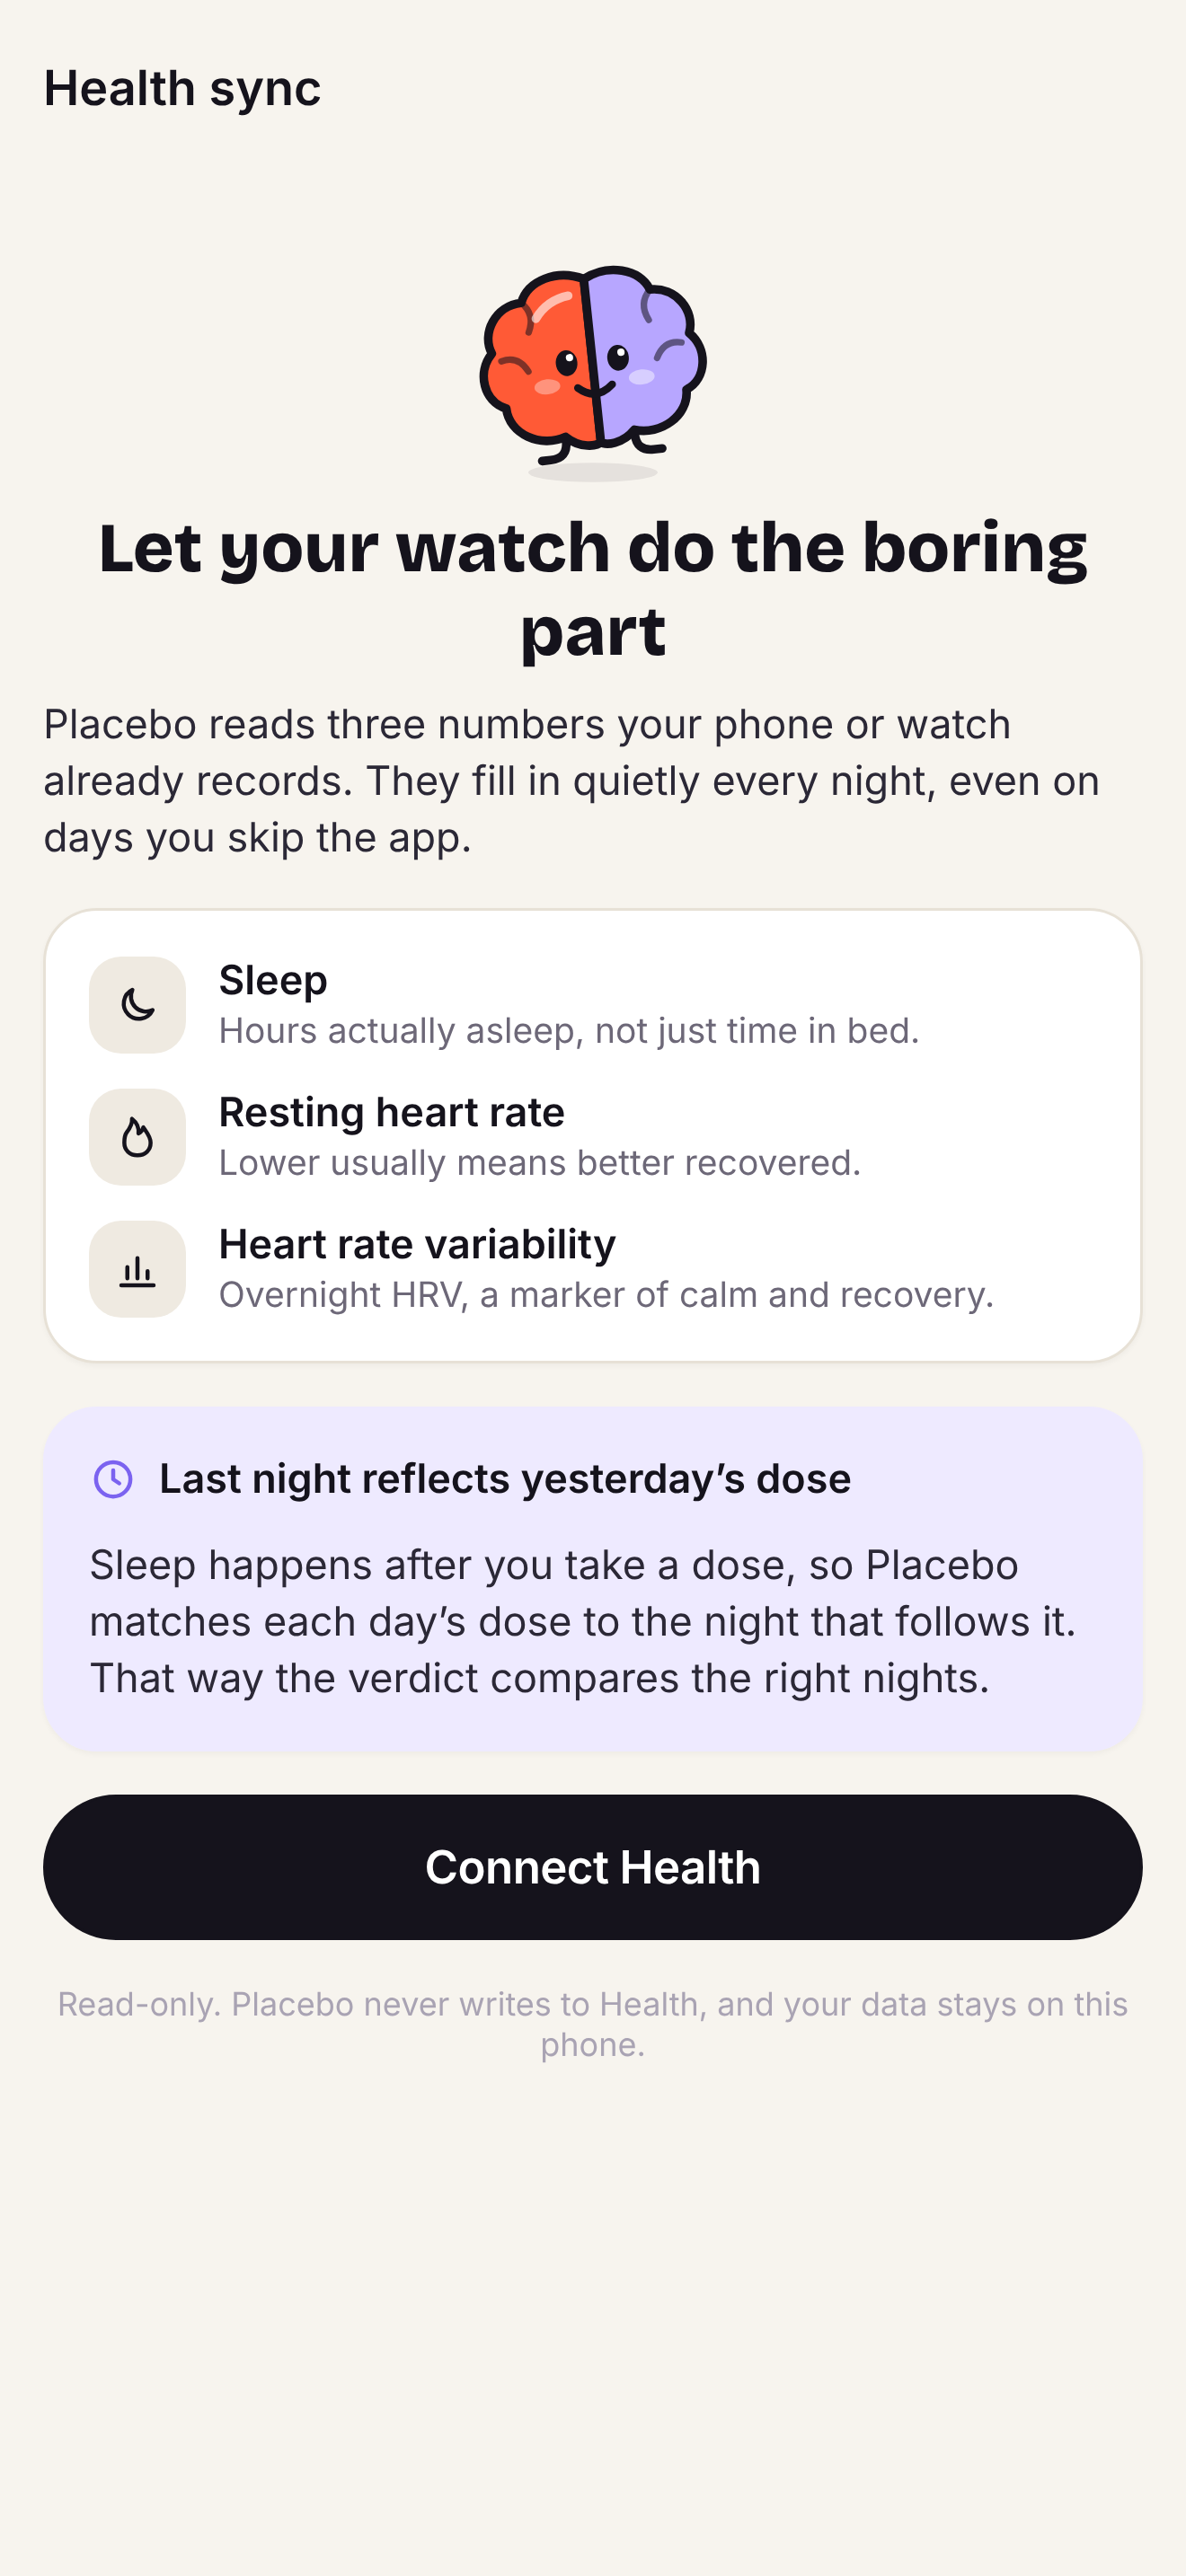 Health sync
Let your watch do the boring
part
Placebo reads three numbers your phone or watch
already records. They fill in quietly every night, even on
days you skip the app.
Sleep
Hours actually asleep, not just time in bed.
Resting heart rate
Lower usually means better recovered.
Heart rate variability
Overnight HRV, a marker of calm and recovery.
Last night reflects yesterday’s dose
Sleep happens after you take a dose, so Placebo
matches each day’s dose to the night that follows it.
That way the verdict compares the right nights.
Connect Health
Read-only. Placebo never writes to Health, and your data stays on this
phone.